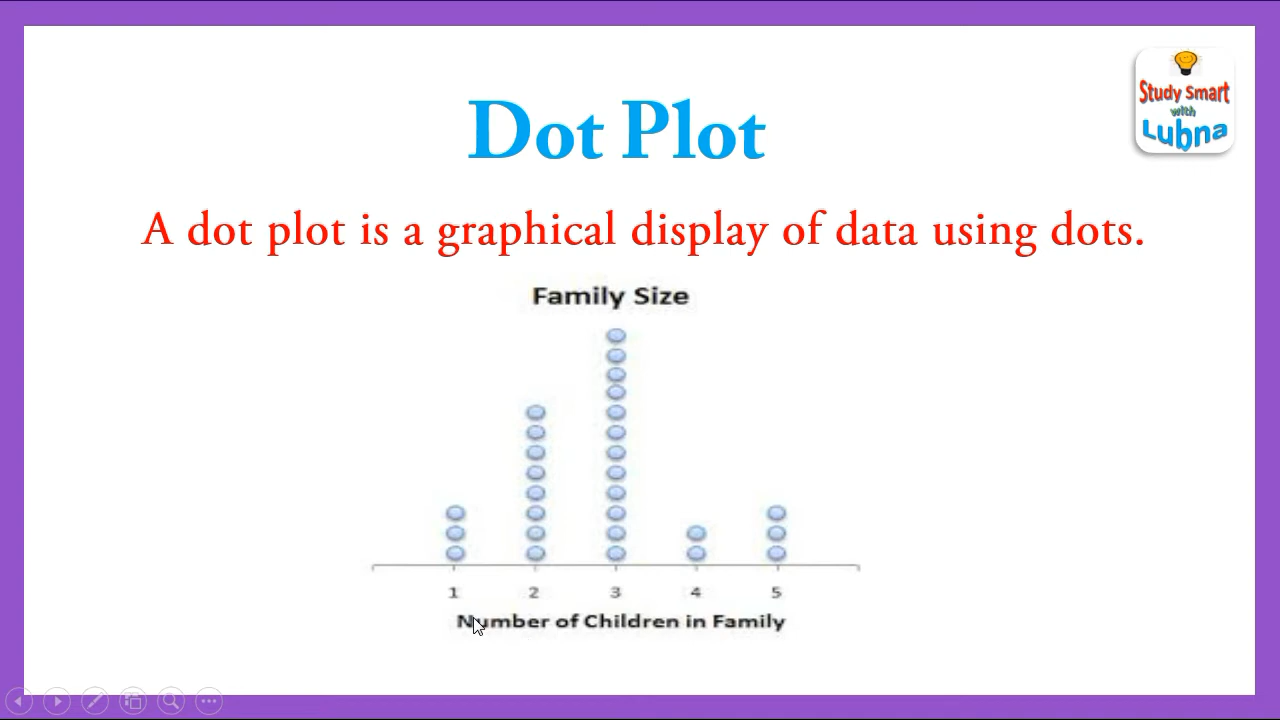 Study Smart
with
Lubna
Dot Plot
A dot plot is a graphical display of data using dots.
Family Size
1 2 3 4 5
Number of Children in Family